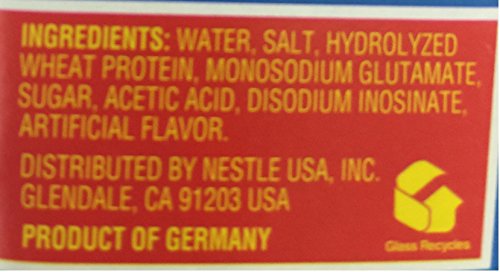 INGREDIENTS: WATER, SALT, HYDROLYZED
WHEAT PROTEIN, MONOSODIUM GLUTAMATE,
SUGAR, ACETIC ACID, DISODIUM INOSINATE,
ARTIFICIAL FLAVOR.
DISTRIBUTED BY NESTLE USA, INC.
GLENDALE, CA 91203 USA
PRODUCT OF GERMANY
Glass Recycles